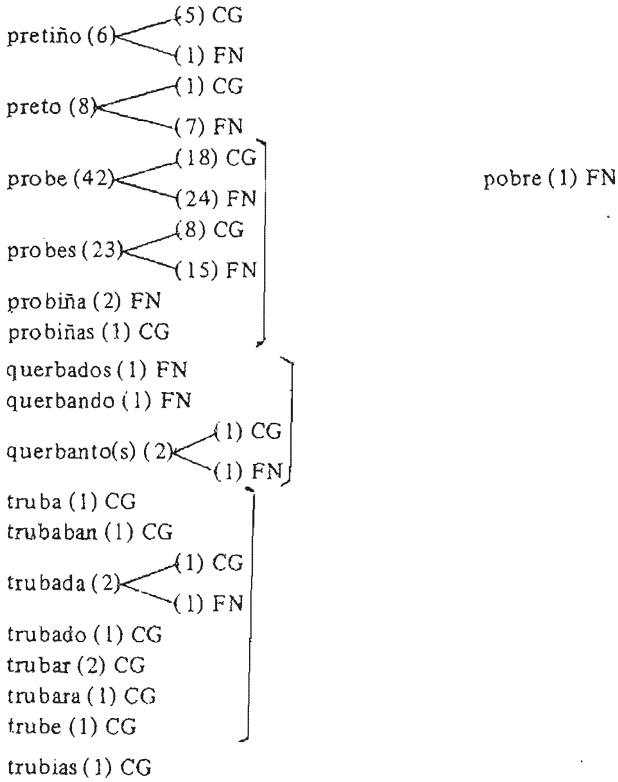 (5) CG
pretiño (6)
(1) FN
(1) CG
preto (8)
(7) FN
(18) CG
probe (42)
pobre (1) FN
(24) FN
(8) CG
probes (23)
(15) FN
probiña (2) FN
probiñas (1) CG
querbados (1) FN
querbando (1) FN
(1) CG
querbanto(s) (2)
(1) FN
truba (1) CG
trubaban (1) CG
(1) CG
trubada (2)
(1) FN
trubado (1) CG
trubar (2) CG
trubara (1) CG
trube (1) CG
trubias (1) CG